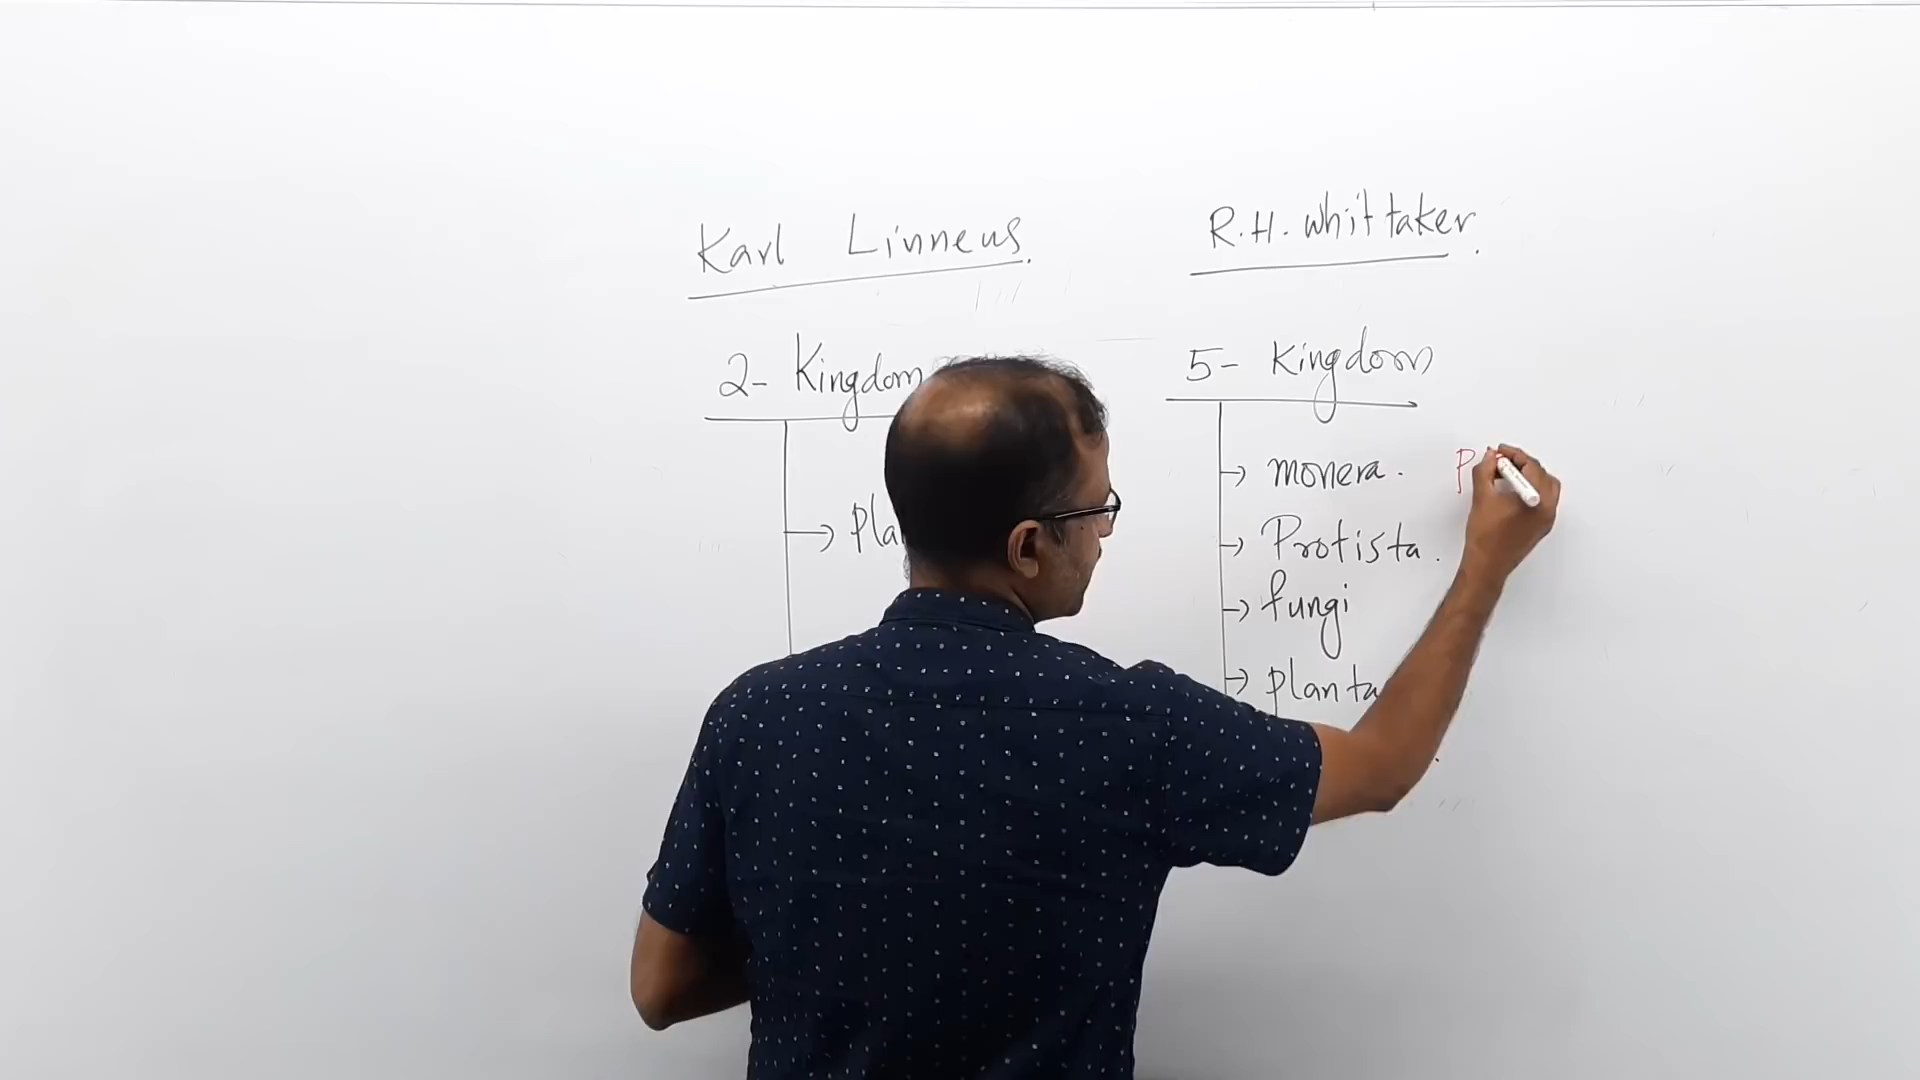 Karl Linneus.
2- Kingdom
R.H. Whittaker.
5- Kingdom
→ monera.
→ Protista.
→ fungi